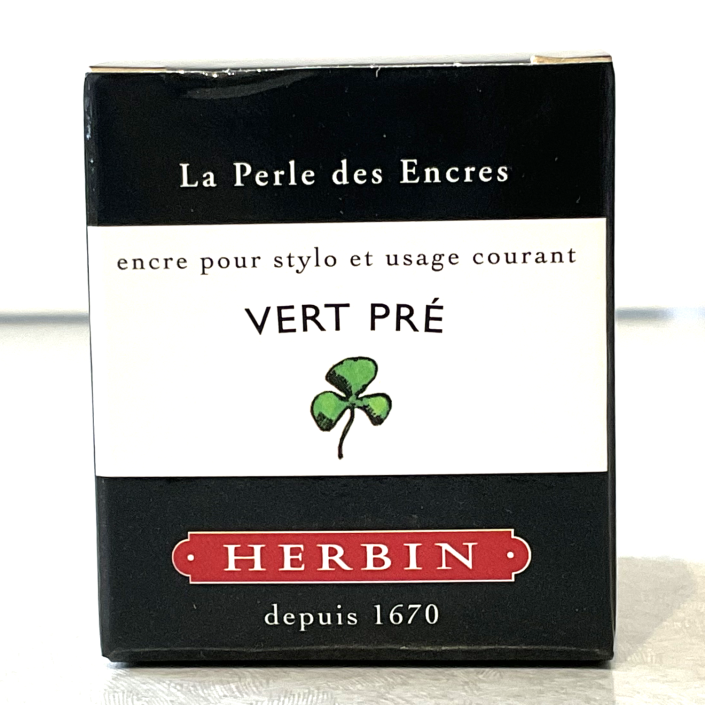 La Perle des Encres
encre pour stylo et usage courant
VERT PRÉ
HERBIN
depuis 1670